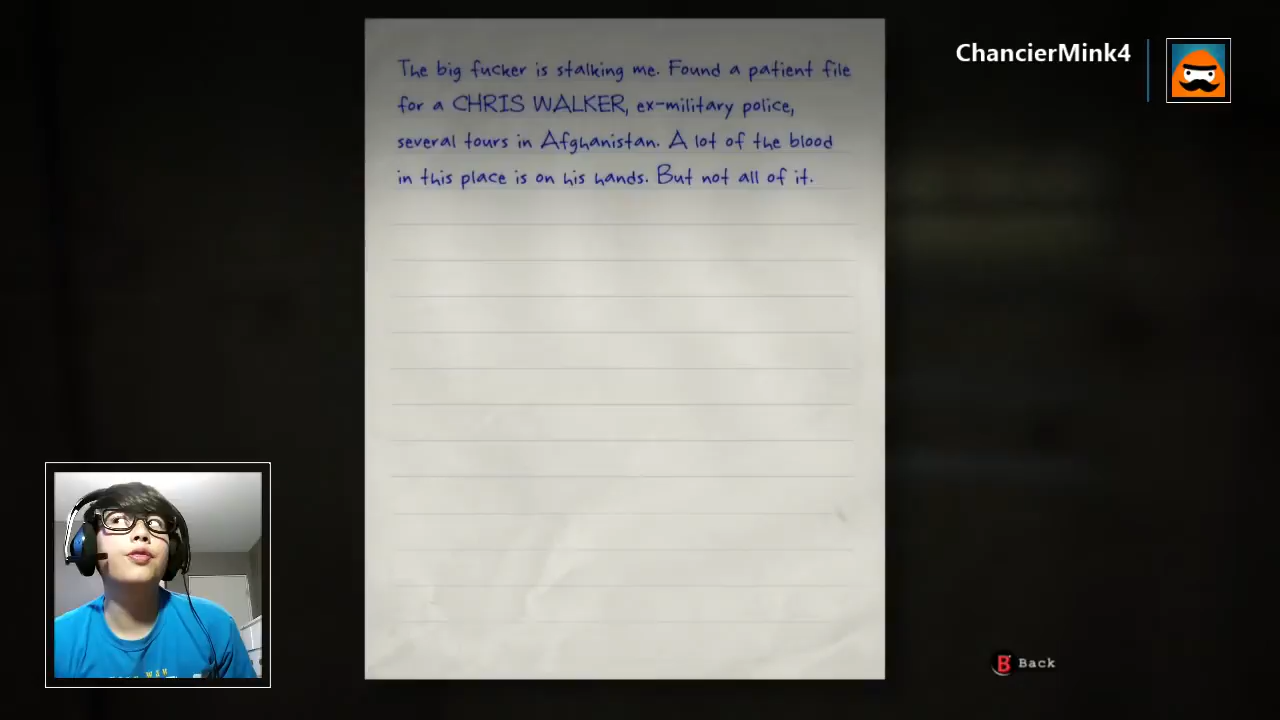 The big fucker is stalking me. Found a patient file
for a CHRIS WALKER, ex-military police,
several tours in Afghanistan. A lot of the blood
in this place is on his hands. But not all of it.
ChancierMink4
B Back